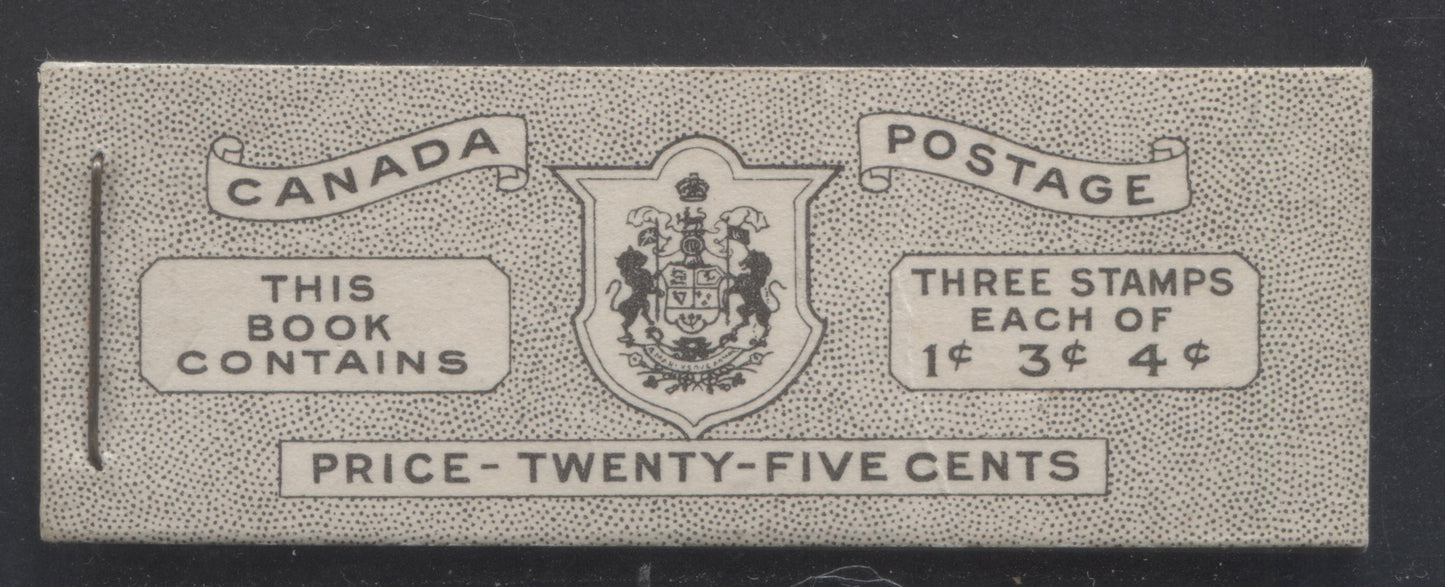 CANADA
POSTAGE
THIS
BOOK
CONTAINS
THREE STAMPS
EACH OF
1¢ 3¢ 4¢
PRICE - TWENTY-FIVE CENTS